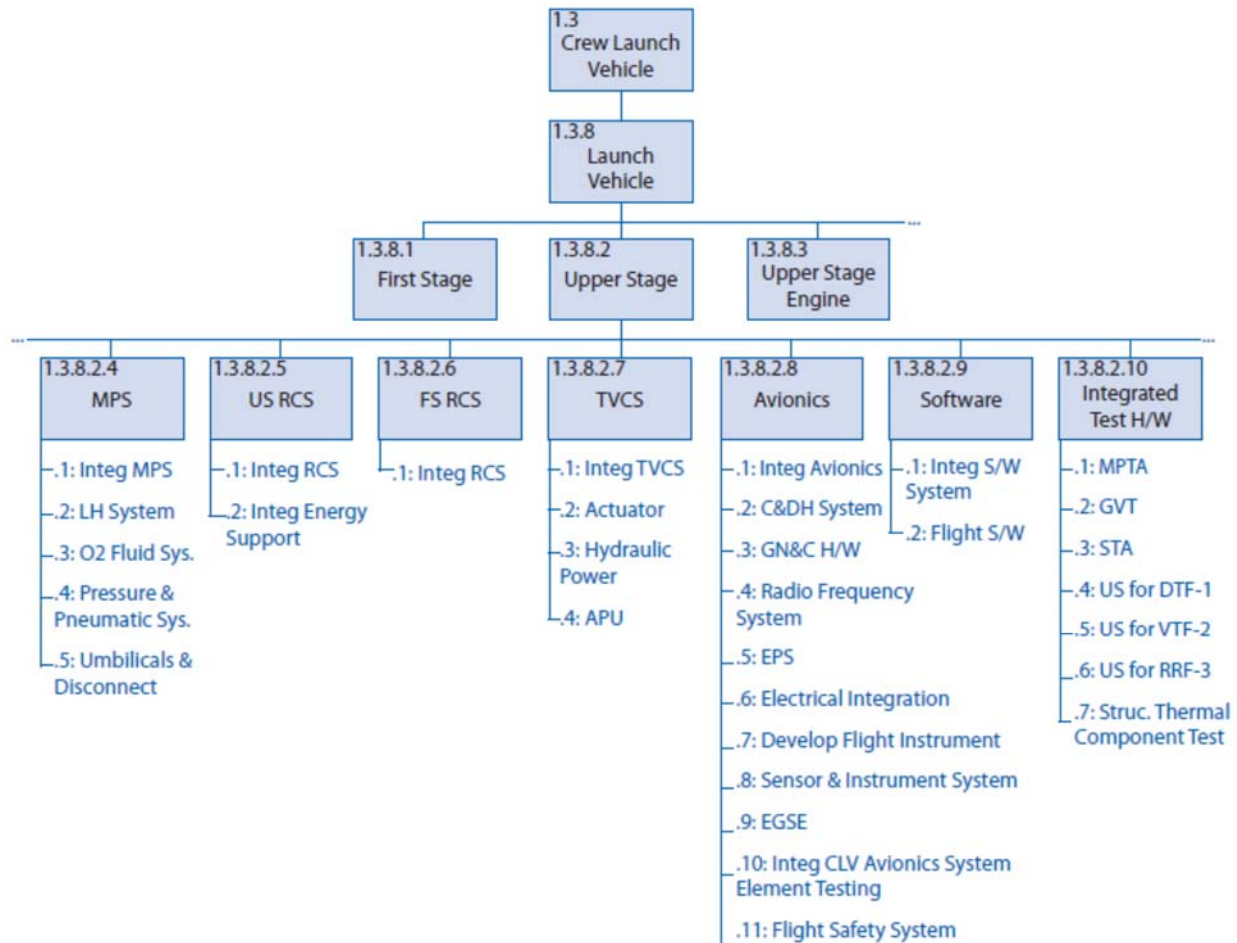 1.3
Crew Launch
Vehicle
1.3.8
Launch
Vehicle
...
1.3.8.1
First Stage
1.3.8.2
Upper Stage
1.3.8.3
Upper Stage
Engine
...
...
1.3.8.2.4
MPS
.1: Integ MPS
.2: LH System
.3: O2 Fluid Sys.
.4: Pressure &
Pneumatic Sys.
.5: Umbilicals &
Disconnect
1.3.8.2.5
US RCS
.1: Integ RCS
.2: Integ Energy
Support
1.3.8.2.6
FS RCS
.1: Integ RCS
1.3.8.2.7
TVCS
.1: Integ TVCS
.2: Actuator
.3: Hydraulic
Power
.4: APU
1.3.8.2.8
Avionics
.1: Integ Avionics
.2: C&DH System
.3: GN&C H/W
.4: Radio Frequency
System
.5: EPS
.6: Electrical Integration
.7: Develop Flight Instrument
.8: Sensor & Instrument System
.9: EGSE
.10: Integ CLV Avionics System
Element Testing
.11: Flight Safety System
1.3.8.2.9
Software
.1: Integ S/W
System
.2: Flight S/W
1.3.8.2.10
Integrated
Test H/W
.1: MPTA
.2: GVT
.3: STA
.4: US for DTF-1
.5: US for VTF-2
.6: US for RRF-3
.7: Struc. Thermal
Component Test